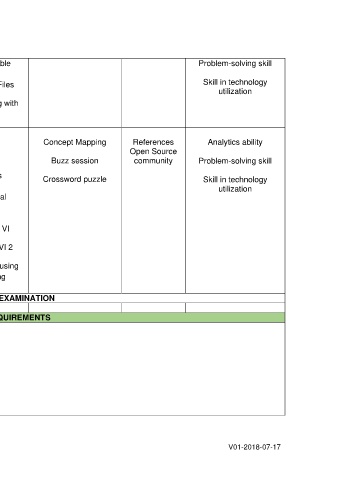 ble
Files
g with
Problem-solving skill
Skill in technology
utilization
s
al
VI
VI 2
using
g
Concept Mapping
Buzz session
Crossword puzzle
References
Open Source
community
Analytics ability
Problem-solving skill
Skill in technology
utilization
EXAMINATION
QUIREMENTS
V01-2018-07-17